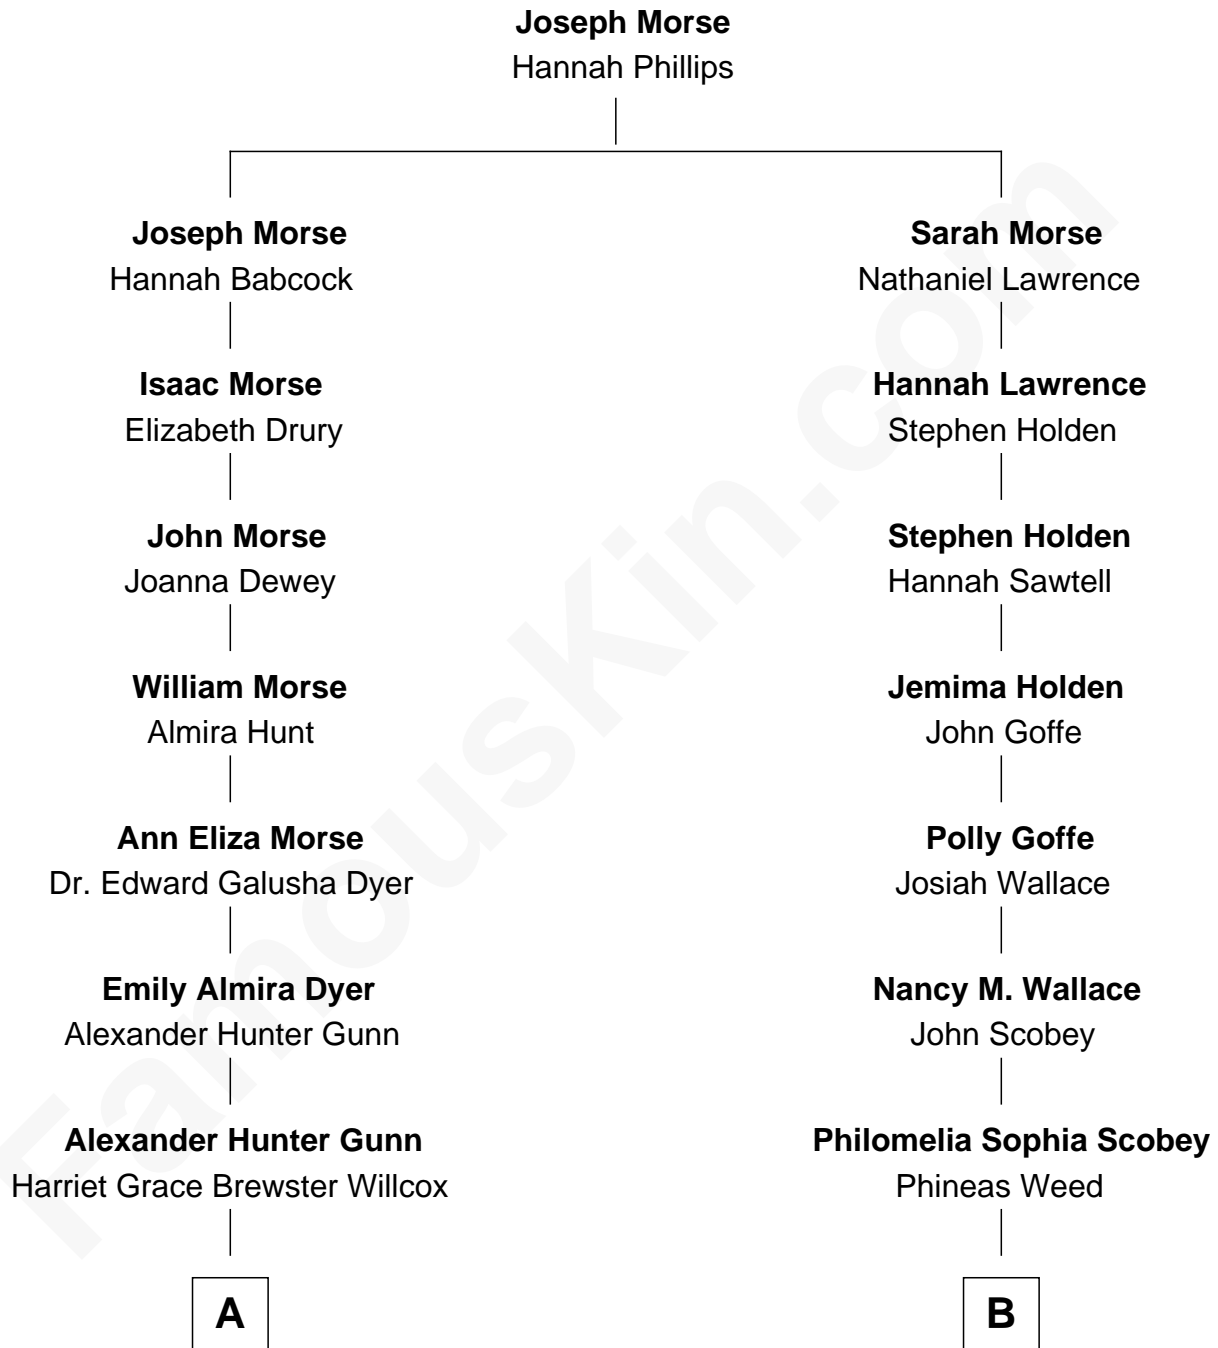 Joseph Morse
Hannah Phillips
Joseph Morse
Hannah Babcock
Isaac Morse
Elizabeth Drury
John Morse
Joanna Dewey
William Morse
Almira Hunt
Ann Eliza Morse
Dr. Edward Galusha Dyer
Emily Almira Dyer
Alexander Hunter Gunn
Alexander Hunter Gunn
Harriet Grace Brewster Willcox
A
Sarah Morse
Nathaniel Lawrence
Hannah Lawrence
Stephen Holden
Stephen Holden
Hannah Sawtell
Jemima Holden
John Goffe
Polly Goffe
Josiah Wallace
Nancy M. Wallace
John Scobey
Philomelia Sophia Scobey
Phineas Weed
B
FamousKin.com